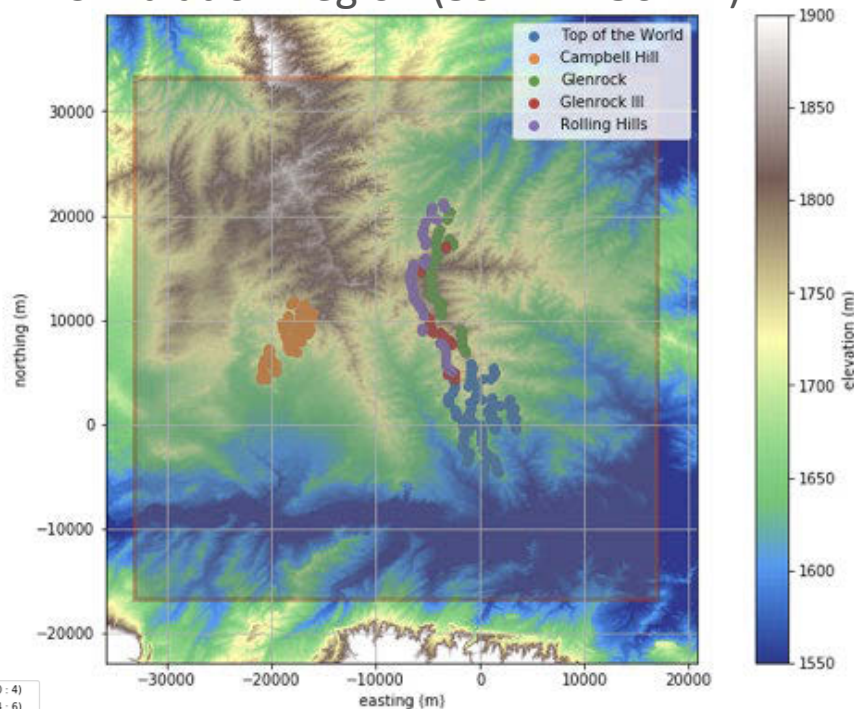 Top of the World
Campbell Hill
Glenrock
Glenrock III
Rolling Hills
30000
20000
10000
0
−10000
−20000
northing (m)
−30000
−20000
−10000
0
10000
20000
easting (m)
1900
1850
1800
1750
1700
1650
1600
1550
elevation (m)